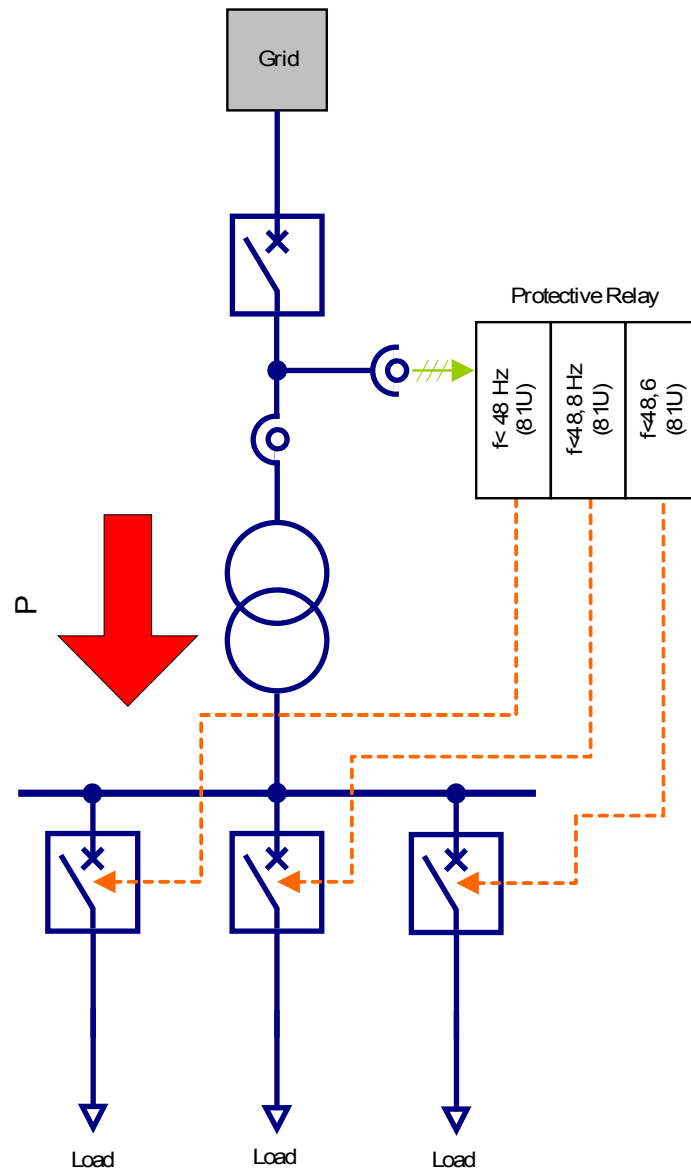 Grid
Protective Relay
f< 48 Hz
(81U)
f<48,8 Hz
(81U)
f<48,6
(81U)
P
Load
Load
Load